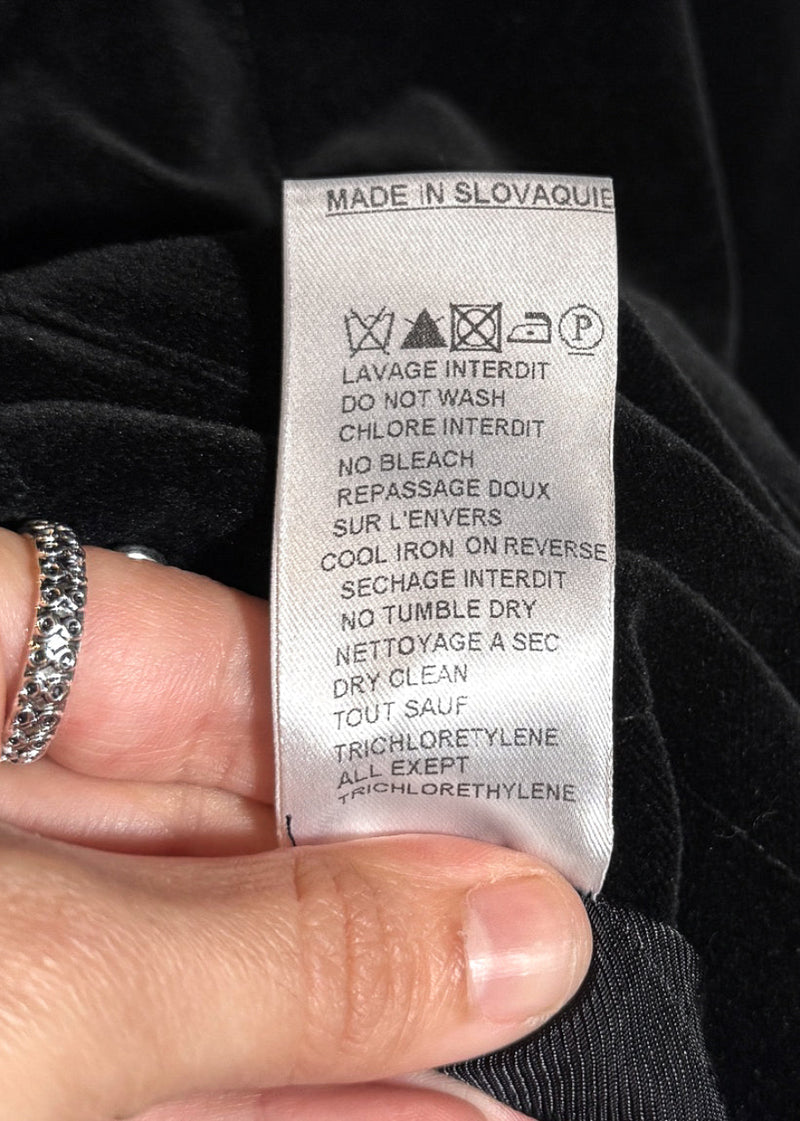 MADE IN SLOVAQUIE
P
LAVAGE INTERDIT
DO NOT WASH
CHLORE INTERDIT
NO BLEACH
REPASSAGE DOUX
SUR L'ENVERS
COOL IRON ON REVERSE
SECHAGE INTERDIT
NO TUMBLE DRY
NETTOYAGE A SEC
DRY CLEAN
TOUT SAUF
TRICHLORETYLENE
ALL EXEPT
TRICHLORETHYLENE